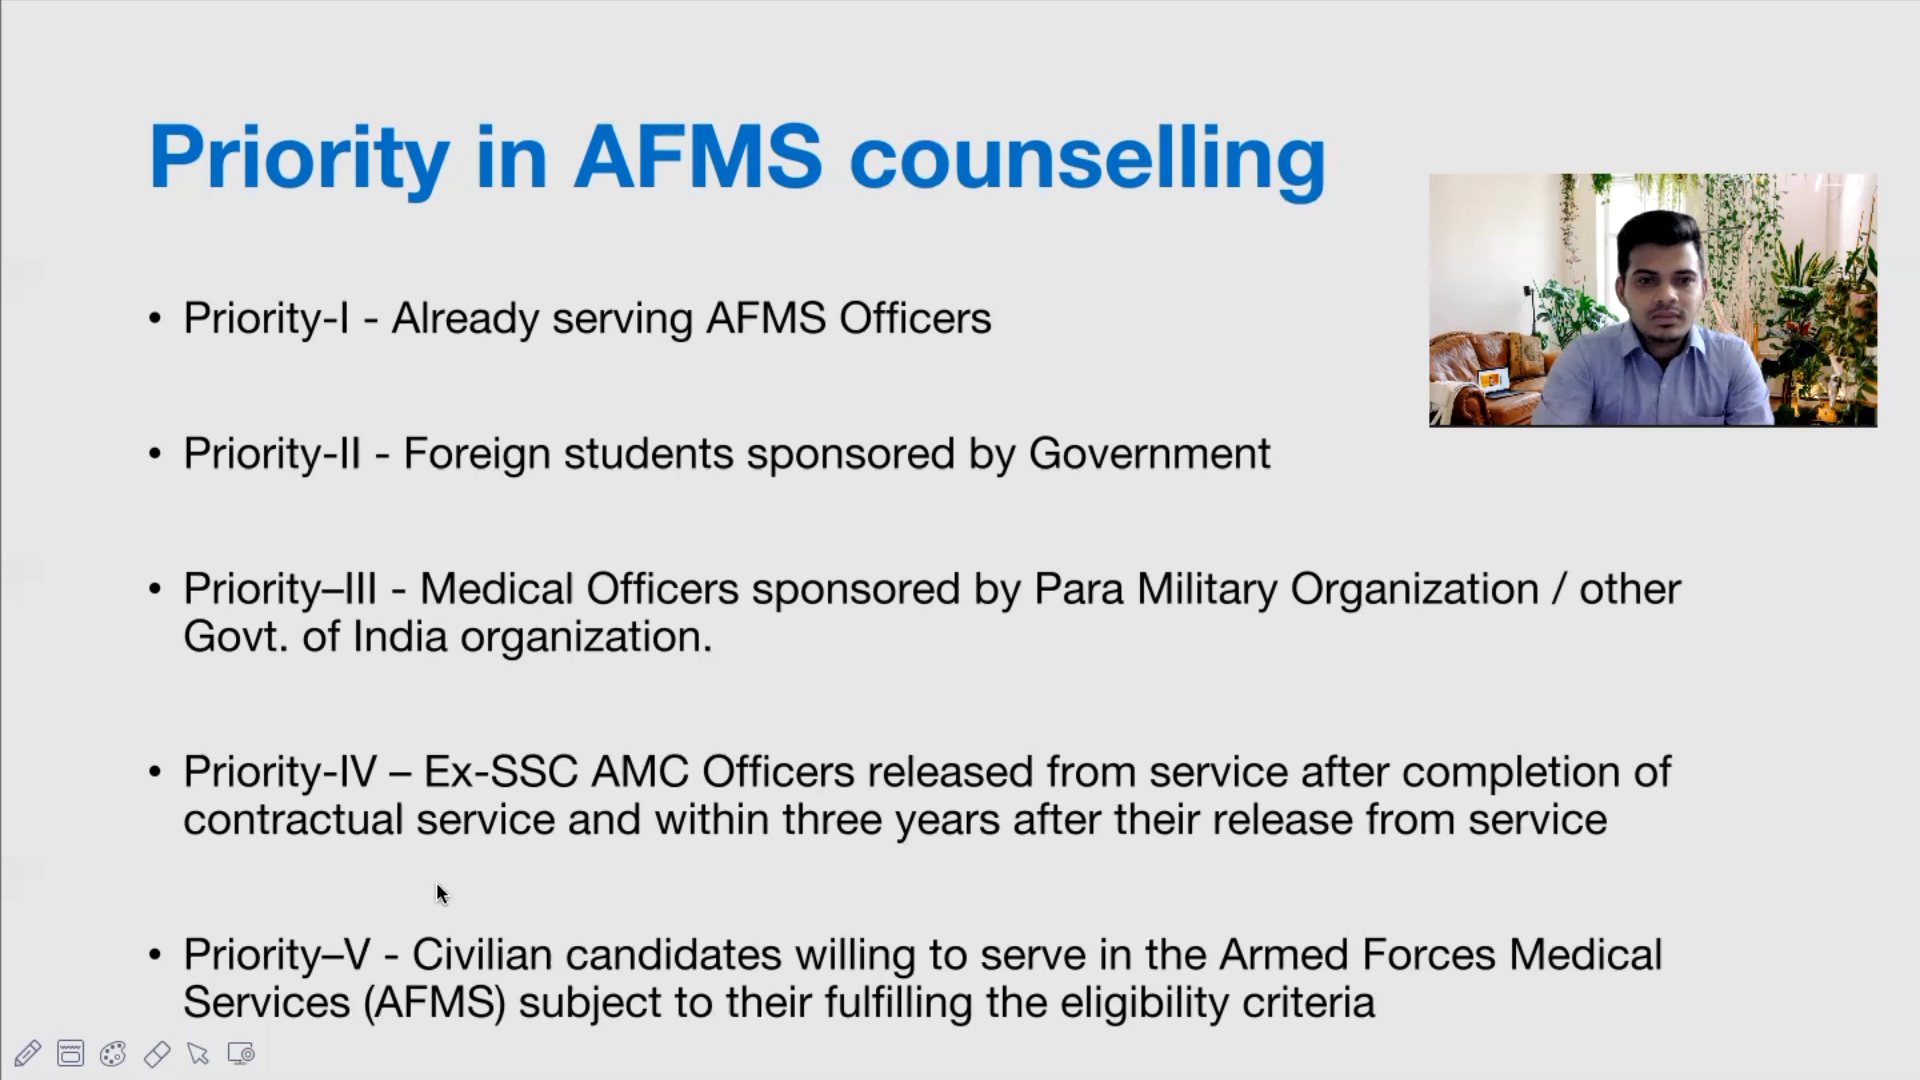 Priority in AFMS counselling
• Priority-I - Already serving AFMS Officers
• Priority-II - Foreign students sponsored by Government
• Priority–III - Medical Officers sponsored by Para Military Organization / other
Govt. of India organization.
• Priority-IV – Ex-SSC AMC Officers released from service after completion of
contractual service and within three years after their release from service
• Priority–V - Civilian candidates willing to serve in the Armed Forces Medical
Services (AFMS) subject to their fulfilling the eligibility criteria